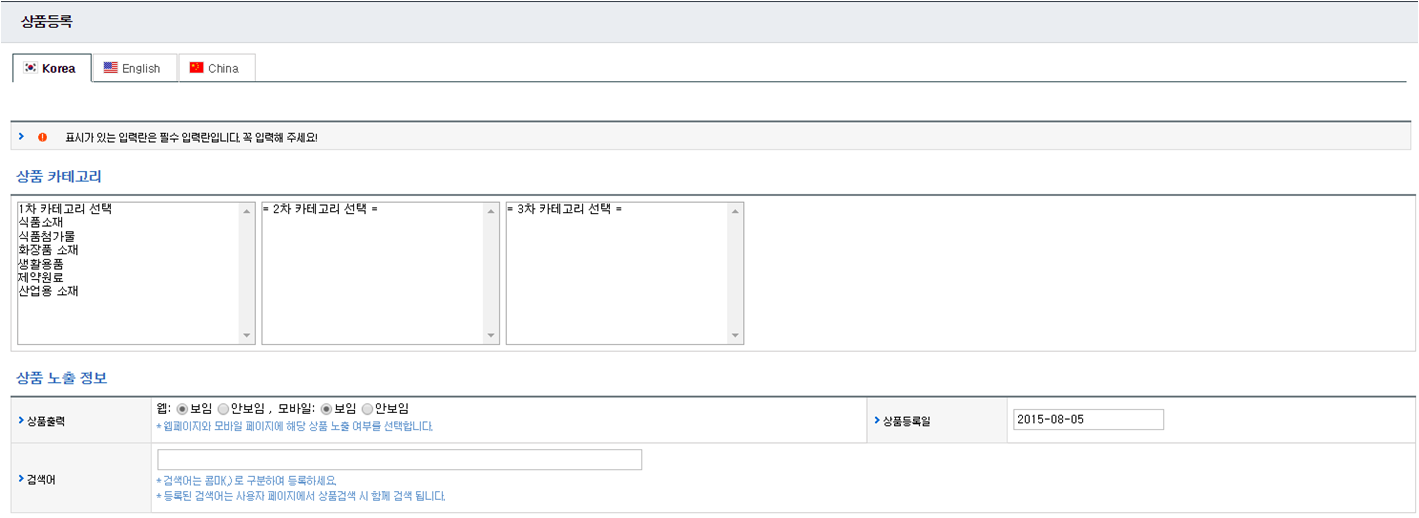 상품등록
Korea English China
표시가 있는 입력란은 필수 입력란입니다. 꼭 입력해 주세요!
상품 카테고리
1차 카테고리 선택
식품소재
식품첨가물
화장품 소재
생활용품
제약원료
산업용 소재
= 2차 카테고리 선택 =
= 3차 카테고리 선택 =
상품 노출 정보
상품출력
웹: 보임 안보임 , 모바일: 보임 안보임
* 웹페이지와 모바일 페이지에 해당 상품 노출 여부를 선택합니다.
상품등록일
2015-08-05
검색어
* 검색어는 콤마(,)로 구분하여 등록하세요.
* 등록된 검색어는 사용자 페이지에서 상품검색 시 함께 검색 됩니다.